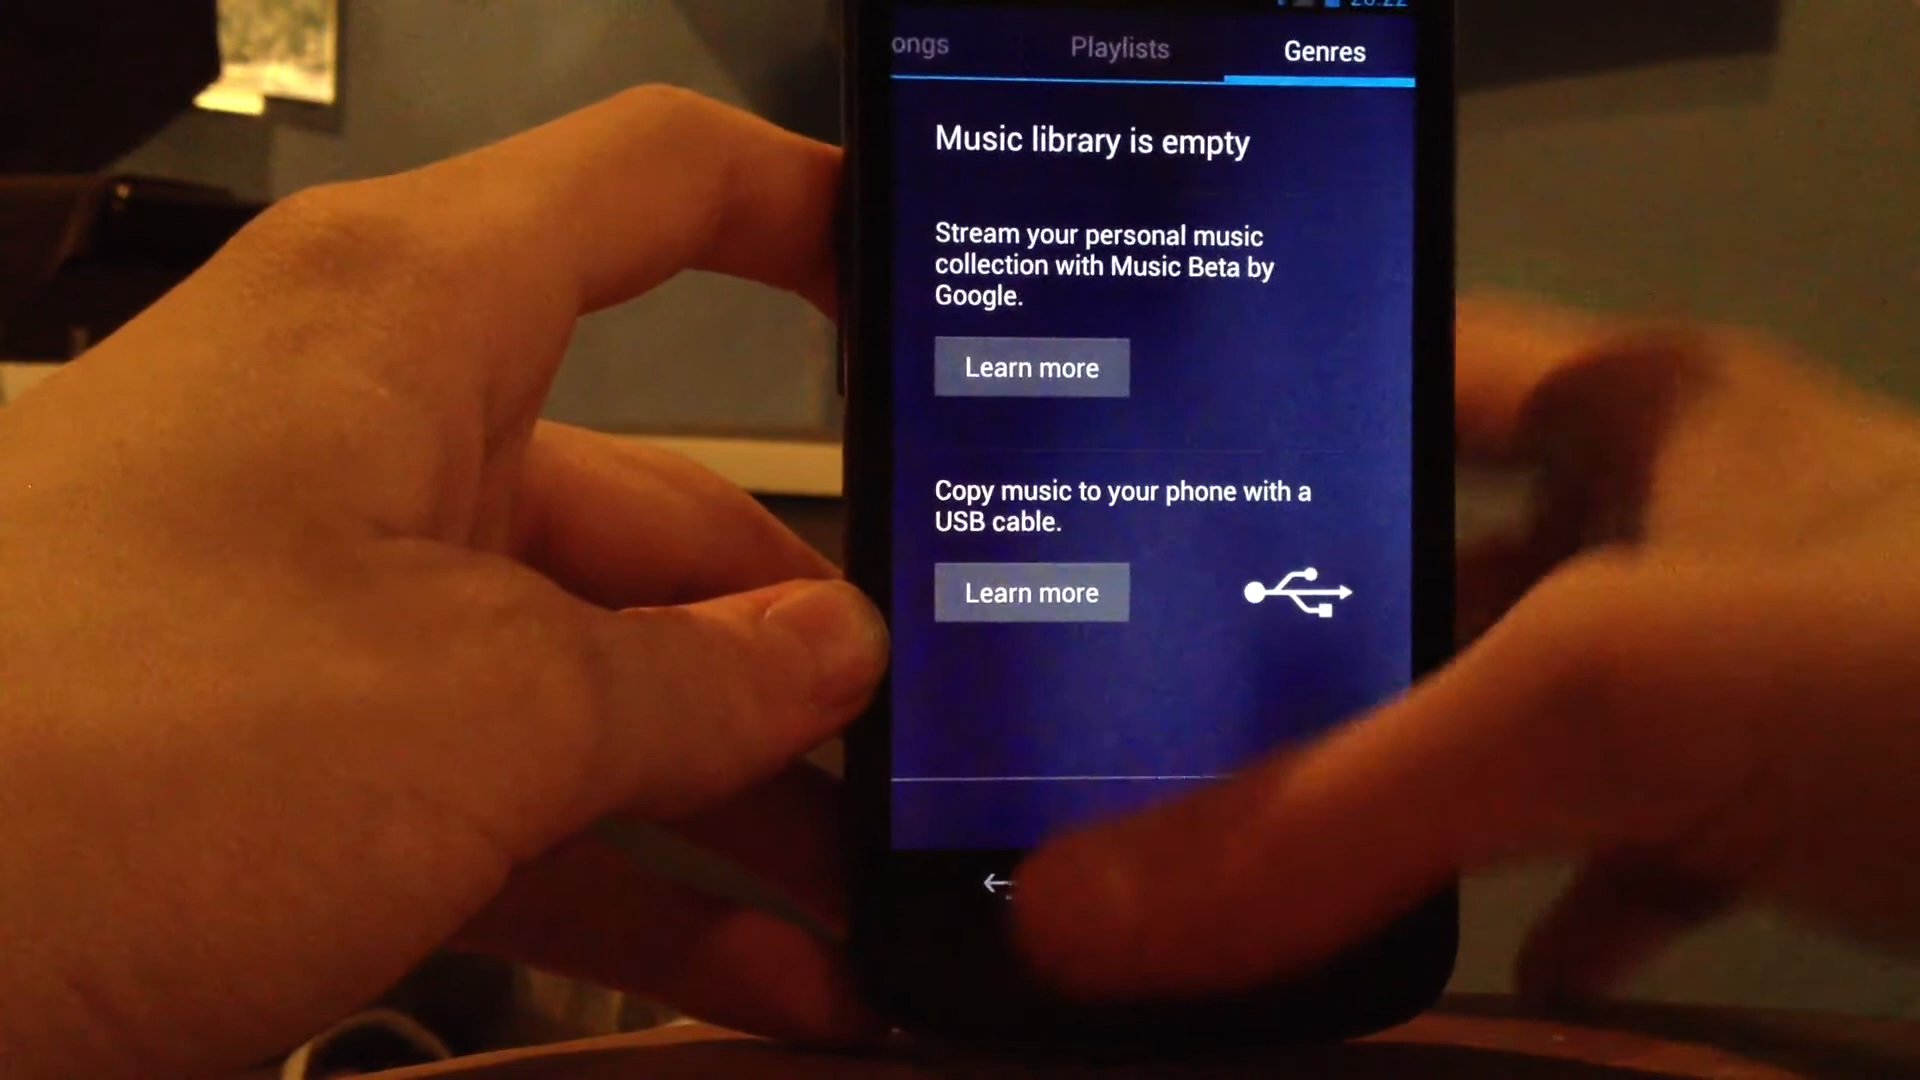 ongs Playlists Genres
Music library is empty
Stream your personal music
collection with Music Beta by
Google.
Learn more
Copy music to your phone with a
USB cable.
Learn more